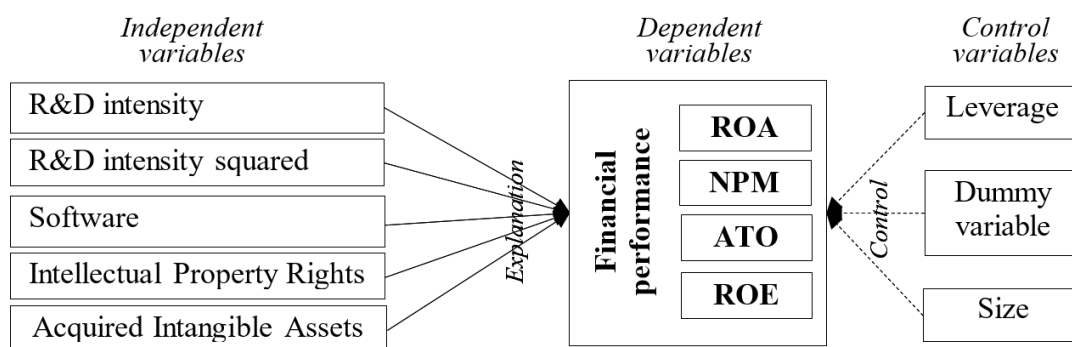 Independent
variables
R&D intensity
R&D intensity squared
Software
Intellectual Property Rights
Acquired Intangible Assets
Explanation
Dependent
variables
Financial
performance
ROA
NPM
ATO
ROE
Control
Control
variables
Leverage
Dummy
variable
Size